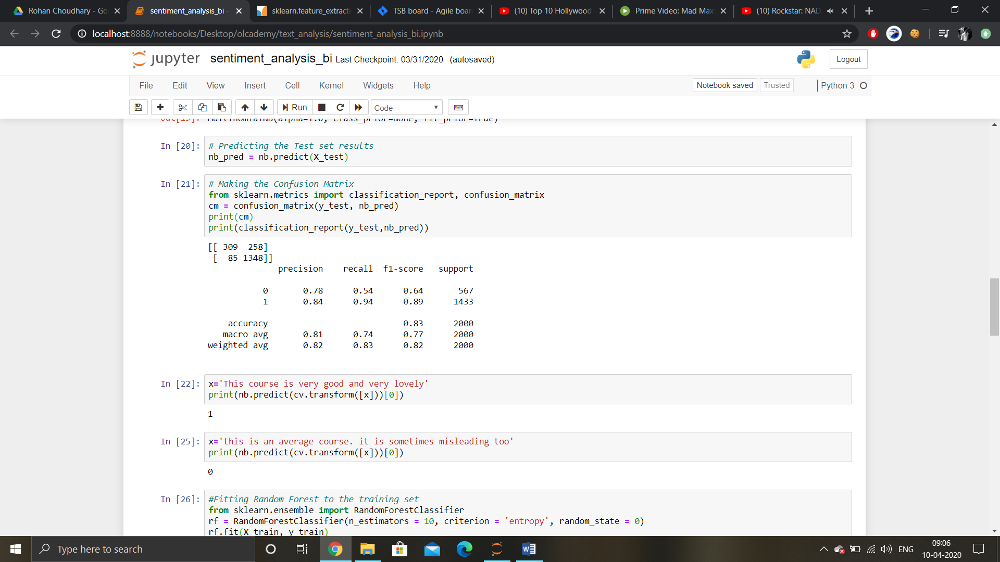 Rohan Choudhary - Go
sentiment_analysis_bi -
sklearn.feature_extracti
TSB board - Agile boar
(10) Top 10 Hollywood
Prime Video: Mad Max
(10) Rockstar: NAD
localhost:8888/notebooks/Desktop/olcademy/text_analysis/sentiment_analysis_bi.ipynb
jupyter sentiment_analysis_bi Last Checkpoint: 03/31/2020 (autosaved)
Logout
File Edit View Insert Cell Kernel Widgets Help
Notebook saved Trusted Python 3
Run Code
Out[19]: MultinomialNB(alpha=1.0, class_prior=None, fit_prior=True)
In [20]: # Predicting the Test set results
nb_pred = nb.predict(X_test)
In [21]: # Making the Confusion Matrix
from sklearn.metrics import classification_report, confusion_matrix
cm = confusion_matrix(y_test, nb_pred)
print(cm)
print(classification_report(y_test,nb_pred))
[[ 309 258]
[ 85 1348]]
precision recall f1-score support
0 0.78 0.54 0.64 567
1 0.84 0.94 0.89 1433
accuracy 0.83 2000
macro avg 0.81 0.74 0.77 2000
weighted avg 0.82 0.83 0.82 2000
In [22]: x='This course is very good and very lovely'
print(nb.predict(cv.transform([x]))[0])
1
In [25]: x='this is an average course. it is sometimes misleading too'
print(nb.predict(cv.transform([x]))[0])
0
In [26]: #Fitting Random Forest to the training set
from sklearn.ensemble import RandomForestClassifier
rf = RandomForestClassifier(n_estimators = 10, criterion = 'entropy', random_state = 0)
rf.fit(X_train, y_train)
Type here to search
ENG
09:06
10-04-2020